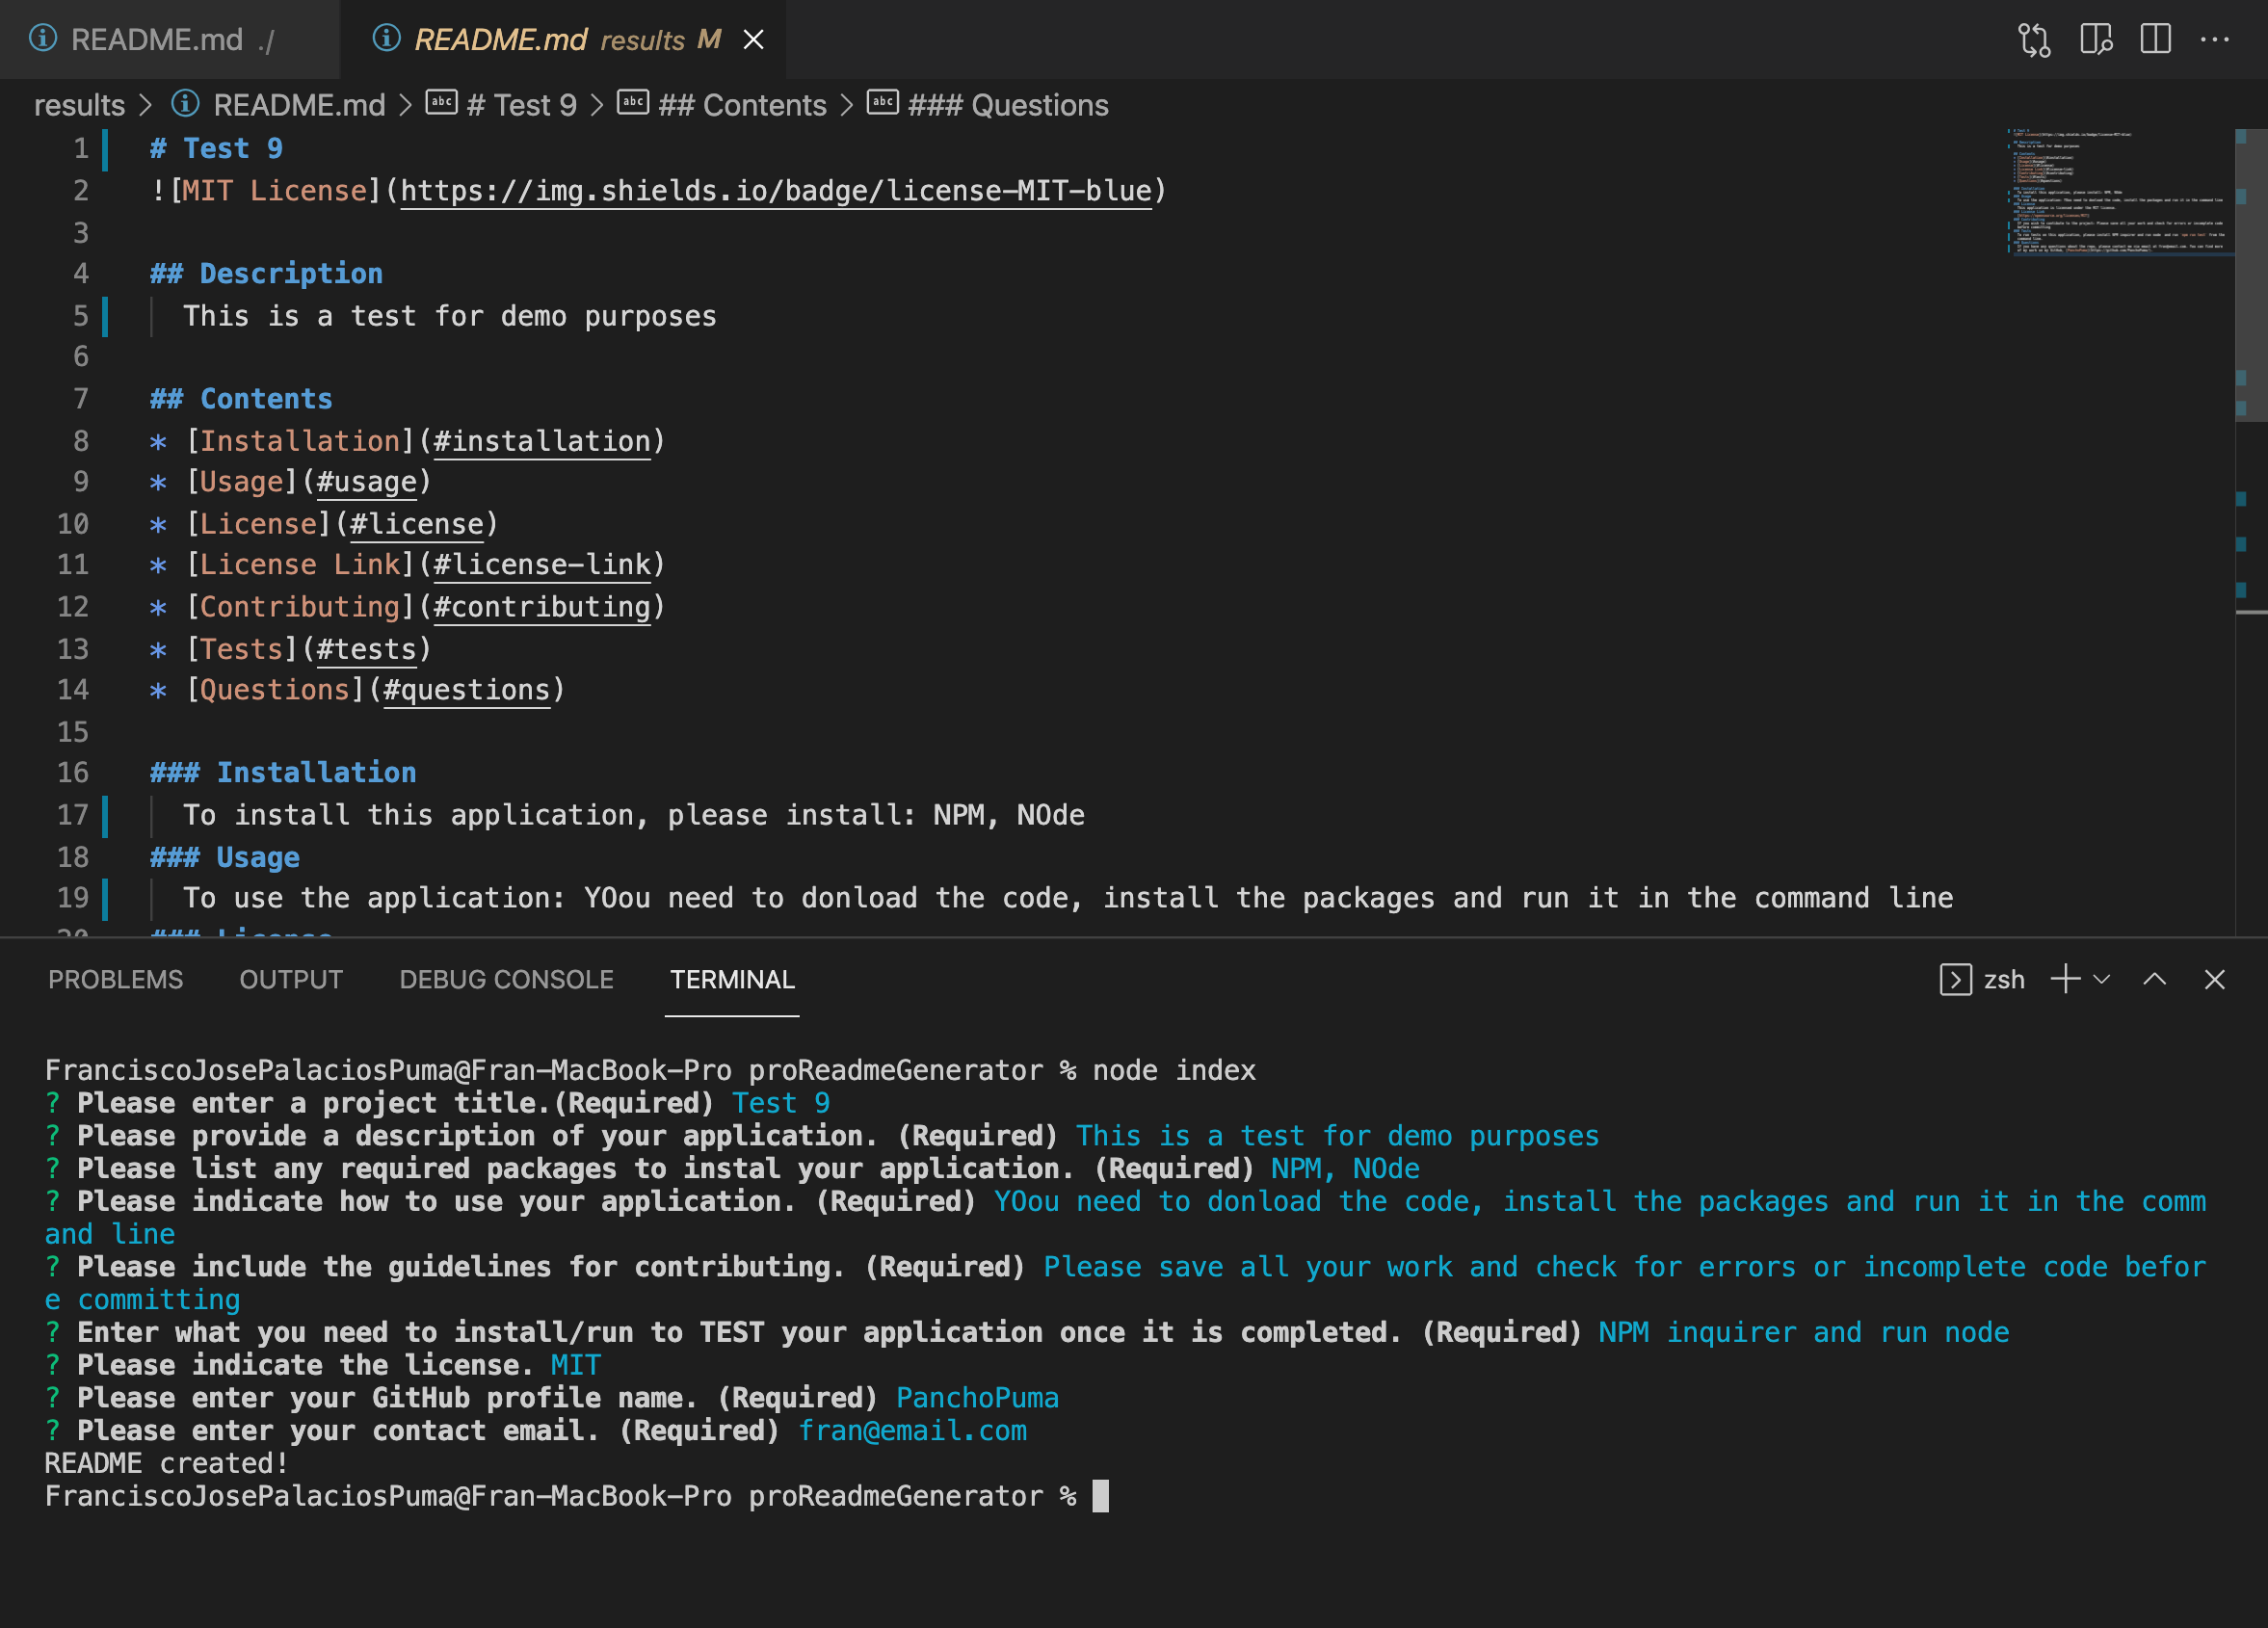 README.md ./
README.md results M
results > README.md > # Test 9 > ## Contents > ### Questions
1 # Test 9
2 ![MIT License](https://img.shields.io/badge/license-MIT-blue)
3
4 ## Description
5 This is a test for demo purposes
6
7 ## Contents
8 * [Installation](#installation)
9 * [Usage](#usage)
10 * [License](#license)
11 * [License Link](#license-link)
12 * [Contributing](#contributing)
13 * [Tests](#tests)
14 * [Questions](#questions)
15
16 ### Installation
17 To install this application, please install: NPM, NOde
18 ### Usage
19 To use the application: YOou need to donload the code, install the packages and run it in the command line
20 ### License
PROBLEMS OUTPUT DEBUG CONSOLE TERMINAL zsh
FranciscoJosePalaciosPuma@Fran-MacBook-Pro proReadmeGenerator % node index
? Please enter a project title.(Required) Test 9
? Please provide a description of your application. (Required) This is a test for demo purposes
? Please list any required packages to instal your application. (Required) NPM, NOde
? Please indicate how to use your application. (Required) YOou need to donload the code, install the packages and run it in the comm
and line
? Please include the guidelines for contributing. (Required) Please save all your work and check for errors or incomplete code befor
e committing
? Enter what you need to install/run to TEST your application once it is completed. (Required) NPM inquirer and run node
? Please indicate the license. MIT
? Please enter your GitHub profile name. (Required) PanchoPuma
? Please enter your contact email. (Required) fran@email.com
README created!
FranciscoJosePalaciosPuma@Fran-MacBook-Pro proReadmeGenerator %